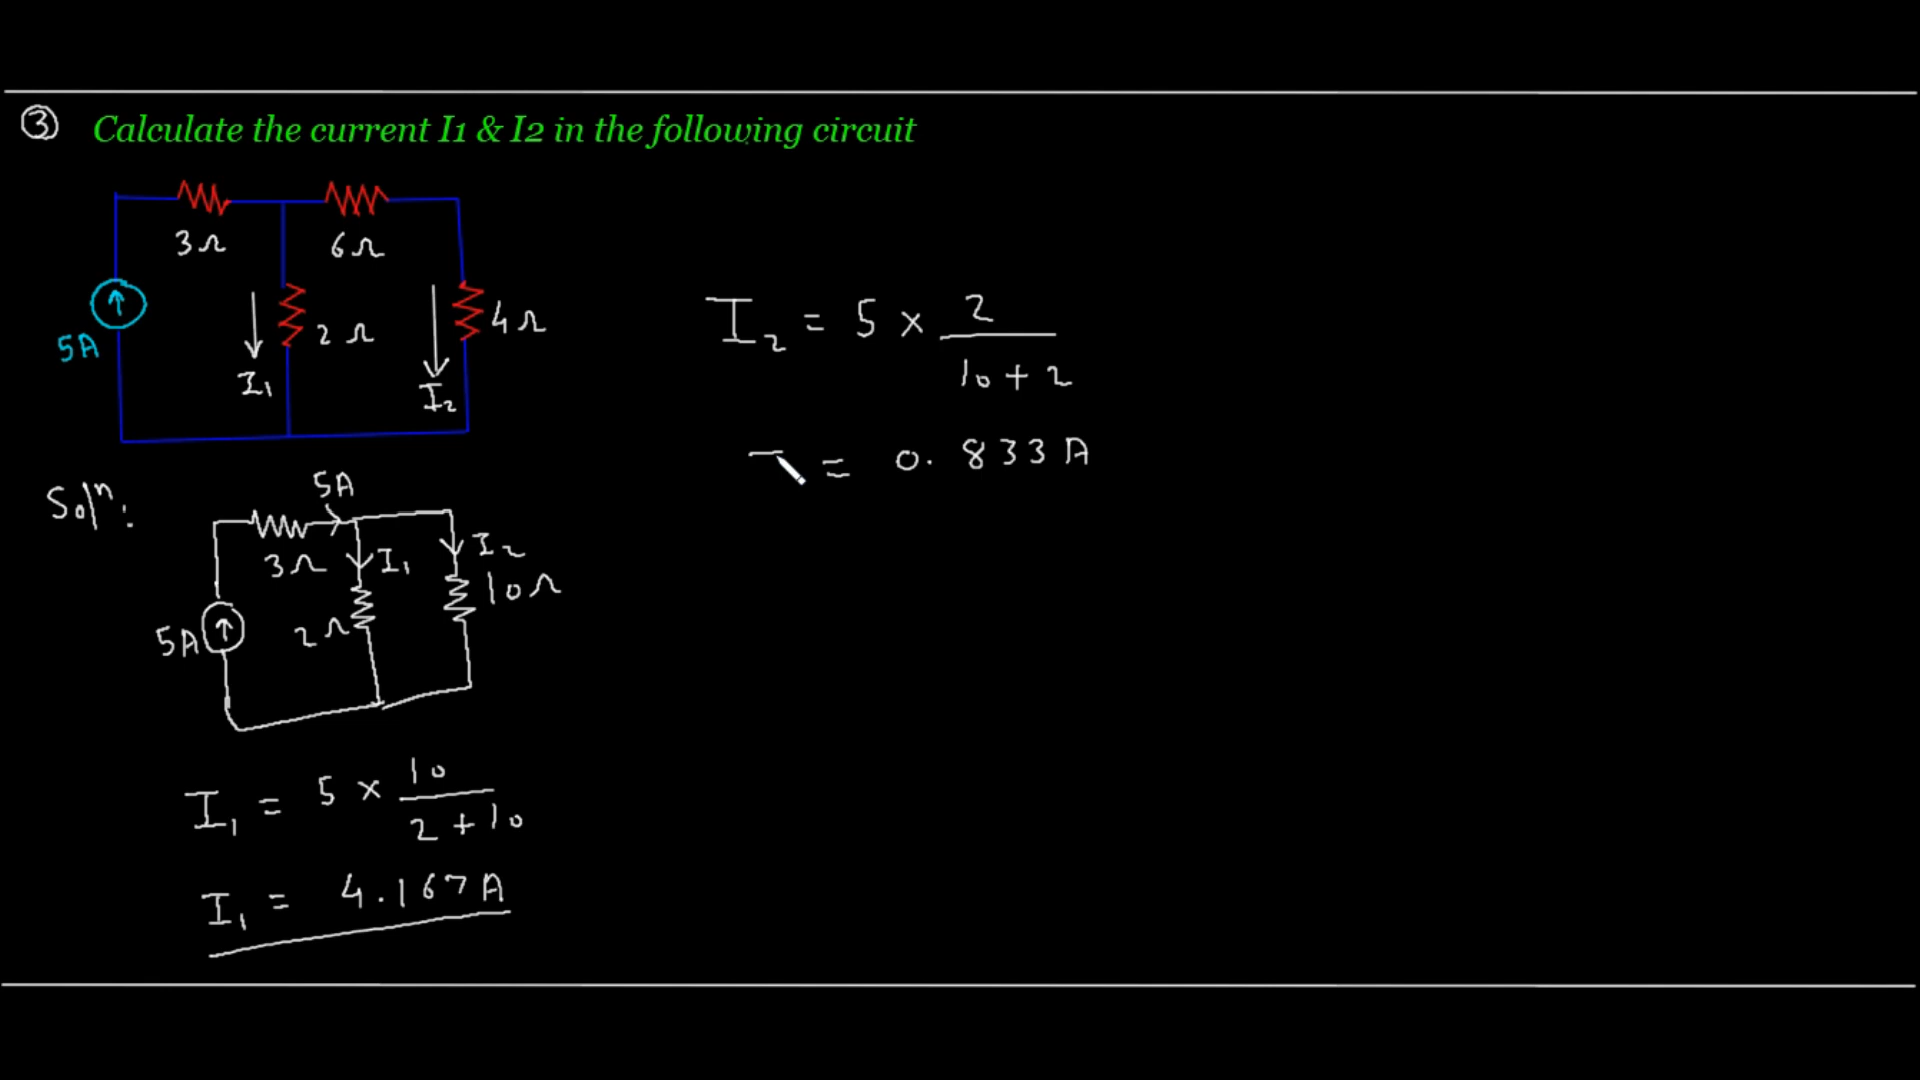 ③ Calculate the current I1 & I2 in the following circuit
3Ω 6Ω
5A
2Ω
4Ω
I₁
I₂
Solⁿ:
5A
3Ω
I₁
I₂
10Ω
5A
2Ω
I₁ = 5 × 10 / 2 + 10
I₁ = 4.167A
I₂ = 5 × 2 / 10 + 2
= 0.833A